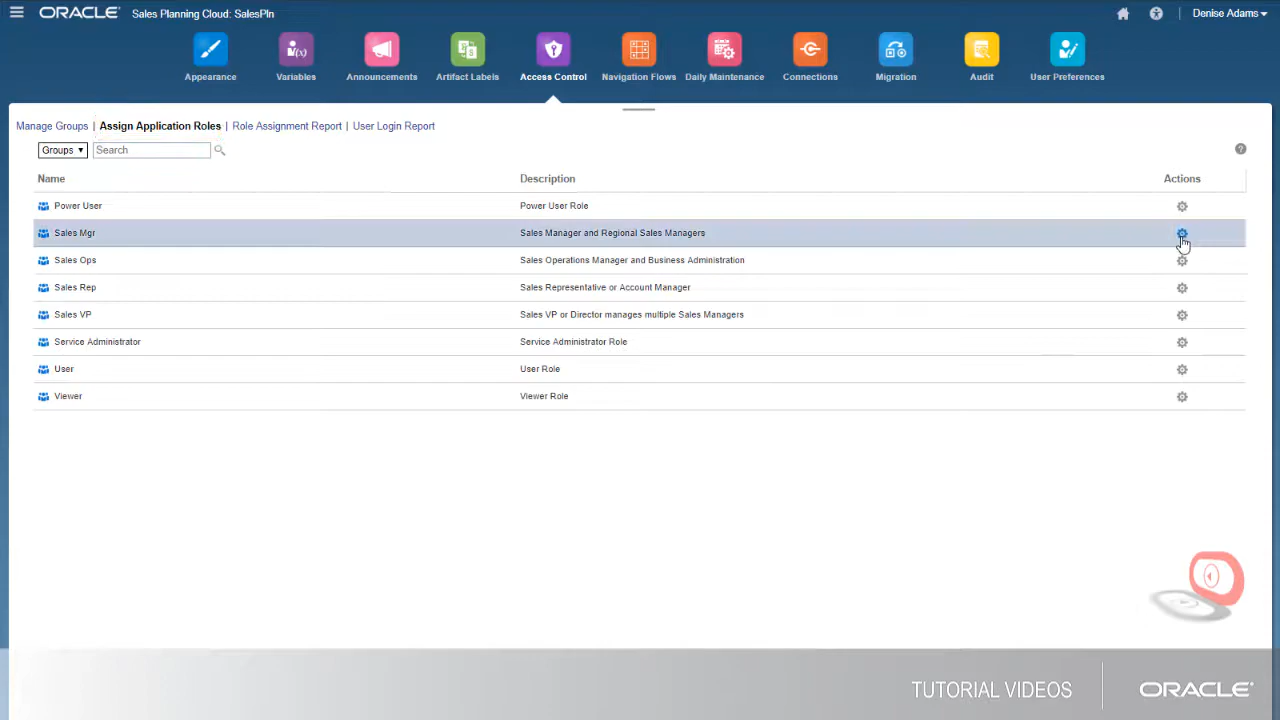 ORACLE Sales Planning Cloud: SalesPln Denise Adams
Appearance Variables Announcements Artifact Labels Access Control Navigation Flows Daily Maintenance Connections Migration Audit User Preferences
Manage Groups | Assign Application Roles | Role Assignment Report | User Login Report
Groups Search
Name Description Actions
Power User Power User Role
Sales Mgr Sales Manager and Regional Sales Managers
Sales Ops Sales Operations Manager and Business Administration
Sales Rep Sales Representative or Account Manager
Sales VP Sales VP or Director manages multiple Sales Managers
Service Administrator Service Administrator Role
User User Role
Viewer Viewer Role
TUTORIAL VIDEOS ORACLE